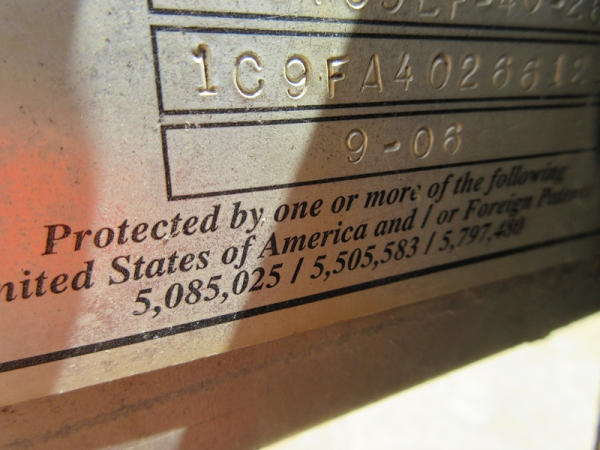 1C9FA4026612
9-06
Protected by one or more of the following
United States of America and / or Foreign Patents
5,085,025 / 5,505,583 / 5,797,480